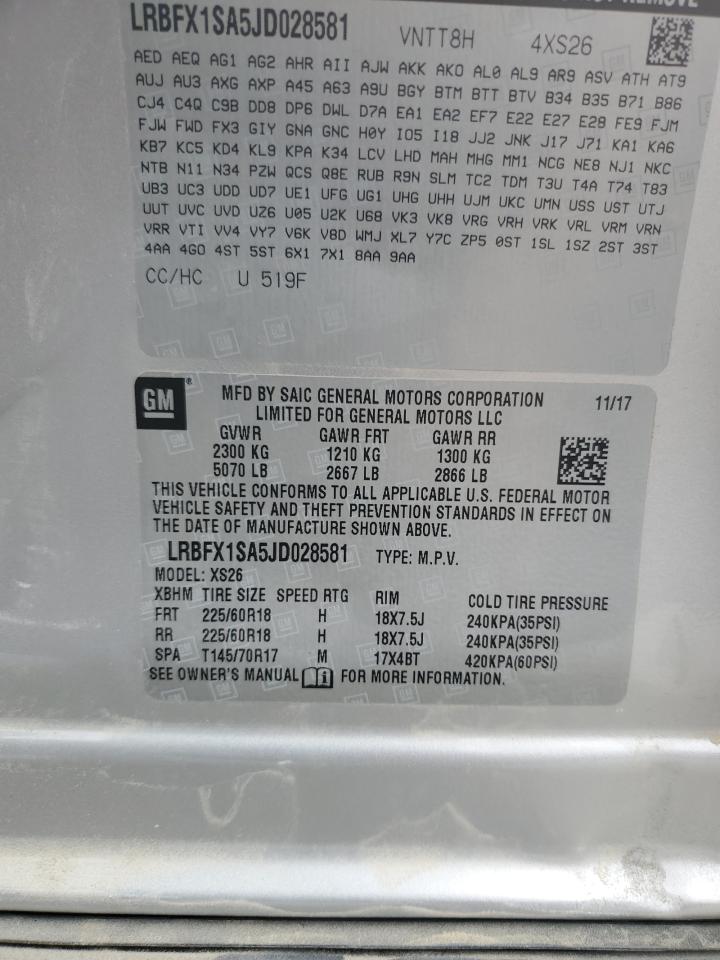 REMOVE
LRBFX1SA5JD028581 VNTT8H 4XS26
AED AEQ AG1 AG2 AHR AII AJW AKK AKO AL0 AL9 AR9 ASV ATH AT9
AUJ AU3 AXG AXP A45 A63 A9U BGY BTM BTT BTV B34 B35 B71 B86
CJ4 C4Q C9B DD8 DP6 DWL D7A EA1 EA2 EF7 E22 E27 E28 FE9 FJM
FJW FWD FX3 GIY GNA GNC H0Y IO5 I18 JJ2 JNK J17 J71 KA1 KA6
KB7 KC5 KD4 KL9 KPA K34 LCV LHD MAH MHG MM1 NCG NE8 NJ1 NKC
NTB N11 N34 PZW QCS Q8E RUB R9N SLM TC2 TDM T3U T4A T74 T83
UB3 UC3 UDD UD7 UE1 UFG UG1 UHG UHH UJM UKC UMN USS UST UTJ
UUT UVC UVD UZ6 U05 U2K U68 VK3 VK8 VRG VRH VRK VRL VRM VRN
VRR VTI VV4 VY7 V6K V8D WMJ XL7 Y7C ZP5 0ST 1SL 1SZ 2ST 3ST
4AA 4GO 4ST 5ST 6X1 7X1 8AA 9AA
CC/HC U 519F
GM ® MFD BY SAIC GENERAL MOTORS CORPORATION 11/17
LIMITED FOR GENERAL MOTORS LLC
GVWR GAWR FRT GAWR RR
2300 KG 1210 KG 1300 KG
5070 LB 2667 LB 2866 LB
THIS VEHICLE CONFORMS TO ALL APPLICABLE U.S. FEDERAL MOTOR
VEHICLE SAFETY AND THEFT PREVENTION STANDARDS IN EFFECT ON
THE DATE OF MANUFACTURE SHOWN ABOVE.
LRBFX1SA5JD028581 TYPE: M.P.V.
MODEL: XS26
XBHM TIRE SIZE SPEED RTG RIM COLD TIRE PRESSURE
FRT 225/60R18 H 18X7.5J 240KPA(35PSI)
RR 225/60R18 H 18X7.5J 240KPA(35PSI)
SPA T145/70R17 M 17X4BT 420KPA(60PSI)
SEE OWNER'S MANUAL FOR MORE INFORMATION.